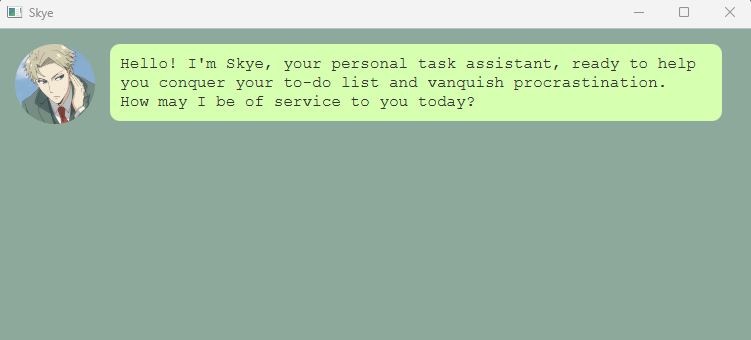 Skye
Hello! I'm Skye, your personal task assistant, ready to help
you conquer your to-do list and vanquish procrastination.
How may I be of service to you today?